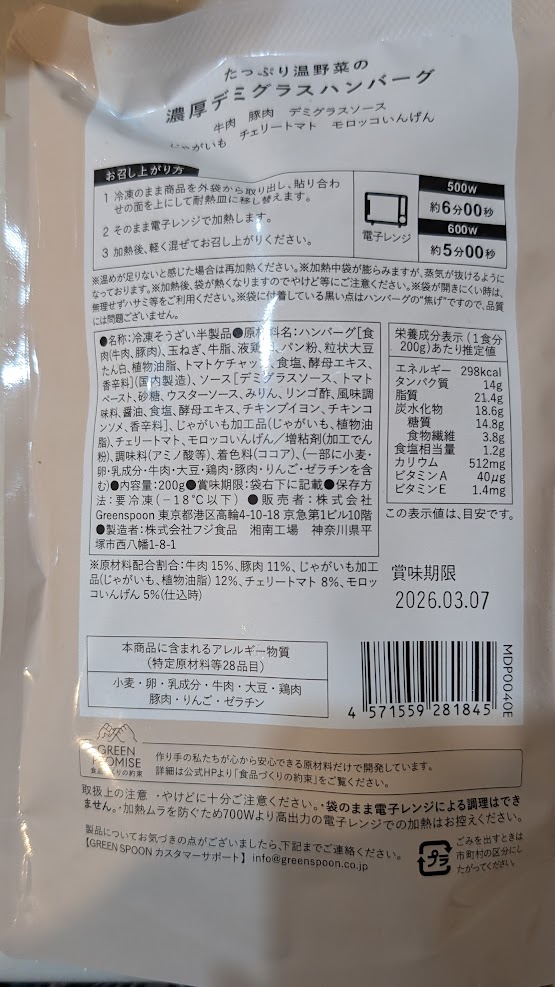 たっぷり温野菜の
濃厚デミグラスハンバーグ
牛肉 豚肉 デミグラスソース
じゃがいも チェリートマト モロッコいんげん
お召し上がり方
1 冷凍のまま商品を外袋から取り出し、貼り合わ
せの面を上にして耐熱皿に移し替えます。
2 そのまま電子レンジで加熱します。
3 加熱後、軽く混ぜてお召し上がりください。
電子レンジ
500W
約6分00秒
600W
約5分00秒
※温めが足りないと感じた場合は再加熱ください。※加熱中袋が膨らみますが、蒸気が抜けるように
なっております。※加熱後、袋が熱くなりますのでやけど等にご注意ください。※袋が開きにくい時は、
無理せずハサミ等をご利用ください。※袋に付着している黒い点はハンバーグの"焦げ"ですので、品質
には問題ございません。
●名称:冷凍そうざい半製品●原材料名:ハンバーグ[食
肉(牛肉、豚肉)、玉ねぎ、牛脂、液鶏、パン粉、粒状大豆
たん白、植物油脂、トマトケチャップ、食塩、酵母エキス、
香辛料](国内製造)、ソース[デミグラスソース、トマト
ペースト、砂糖、ウスターソース、みりん、リンゴ酢、風味調
味料、醤油、食塩、酵母エキス、チキンブイヨン、チキンコ
ンソメ、香辛料]、じゃがいも加工品(じゃがいも、植物油
脂)、チェリートマト、モロッコいんげん/増粘剤(加工でん
粉)、調味料(アミノ酸等)、着色料(ココア)、(一部に小麦・
卵・乳成分・牛肉・大豆・鶏肉・豚肉・りんご・ゼラチンを含
む)●内容量:200g●賞味期限:袋右下に記載●保存方
法:要冷凍(-18℃以下)●販売者:株式会社
Greenspoon 東京都港区高輪4-10-18 京急第1ビル10階
●製造者:株式会社フジ食品 湘南工場 神奈川県平
塚市西八幡1-8-1
栄養成分表示(1食分
200g)あたり推定値
エネルギー 298kcal
タンパク質 14g
脂質 21.4g
炭水化物 18.6g
糖質 14.8g
食物繊維 3.8g
食塩相当量 1.2g
カリウム 512mg
ビタミンA 40μg
ビタミンE 1.4mg
この表示値は、目安です。
※原材料配合割合:牛肉 15%、豚肉 11%、じゃがいも加工
品(じゃがいも、植物油脂) 12%、チェリートマト 8%、モロッ
コいんげん 5%(仕込時)
賞味期限
2026.03.07
本商品に含まれるアレルギー物質
(特定原材料等28品目)
小麦・卵・乳成分・牛肉・大豆・鶏肉
豚肉・りんご・ゼラチン
4 571559 281845
MDP0040E
GREEN
PROMISE
食品づくりの約束
作り手の私たちが心から安心できる原材料だけで開発しています。
詳細は公式HPより「食品づくりの約束」をご覧ください。
取扱上の注意 ・やけどに十分ご注意ください。・袋のまま電子レンジによる調理はでき
ません。・加熱ムラを防ぐため700Wより高出力の電子レンジでの加熱はお控えください。
製品についてお気づきの点がございましたら、下記までご連絡ください。
【GREEN SPOON カスタマーサポート】 info@greenspoon.co.jp
プラ
ごみを出すときは
市町村の区分にし
たがってください。